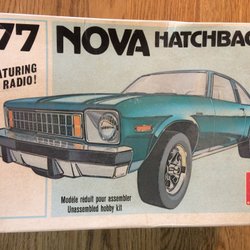 77 NOVA HATCHBAC
ATURING
RADIO!
Modèle réduit pour assembler
Unassembled hobby kit